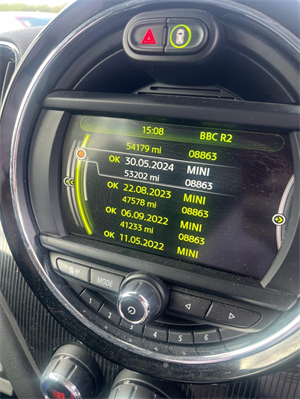 15:08 BBC R2
54179 mi 08863
OK 30.05.2024 MINI
53202 mi 08863
OK 22.08.2023 MINI
47578 mi 08863
OK 06.09.2022 MINI
41233 mi 08863
OK 11.05.2022 MINI
MODE
1 2 3 4 5 6